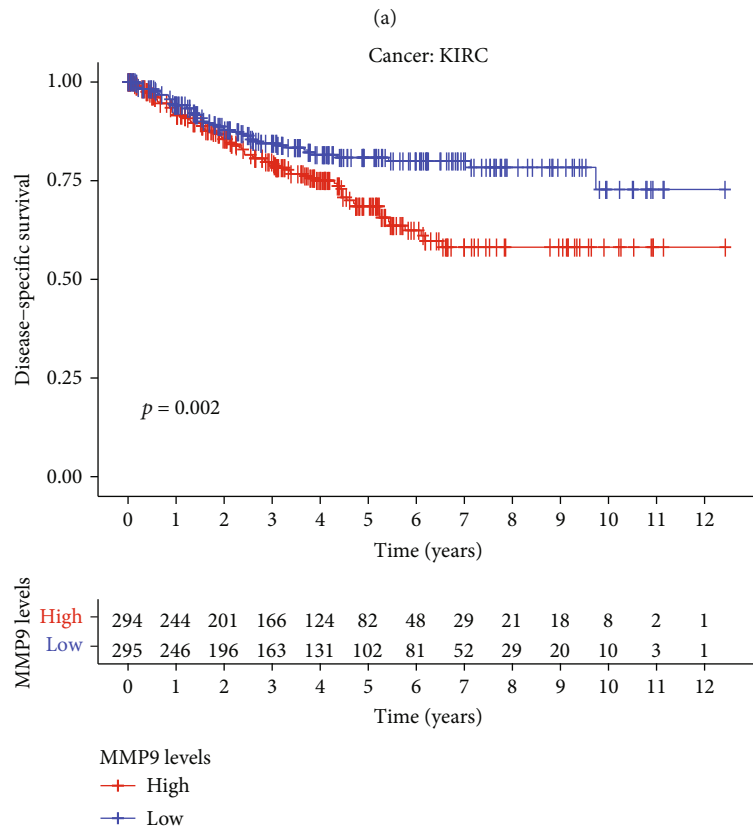 (a)
Cancer: KIRC
1.00
0.75
0.50
0.25
0.00
Disease−specific survival
p = 0.002
0 1 2 3 4 5 6 7 8 9 10 11 12
Time (years)
MMP9 levels
High 294 244 201 166 124 82 48 29 21 18 8 2 1
Low 295 246 196 163 131 102 81 52 29 20 10 3 1
0 1 2 3 4 5 6 7 8 9 10 11 12
Time (years)
MMP9 levels
High
Low